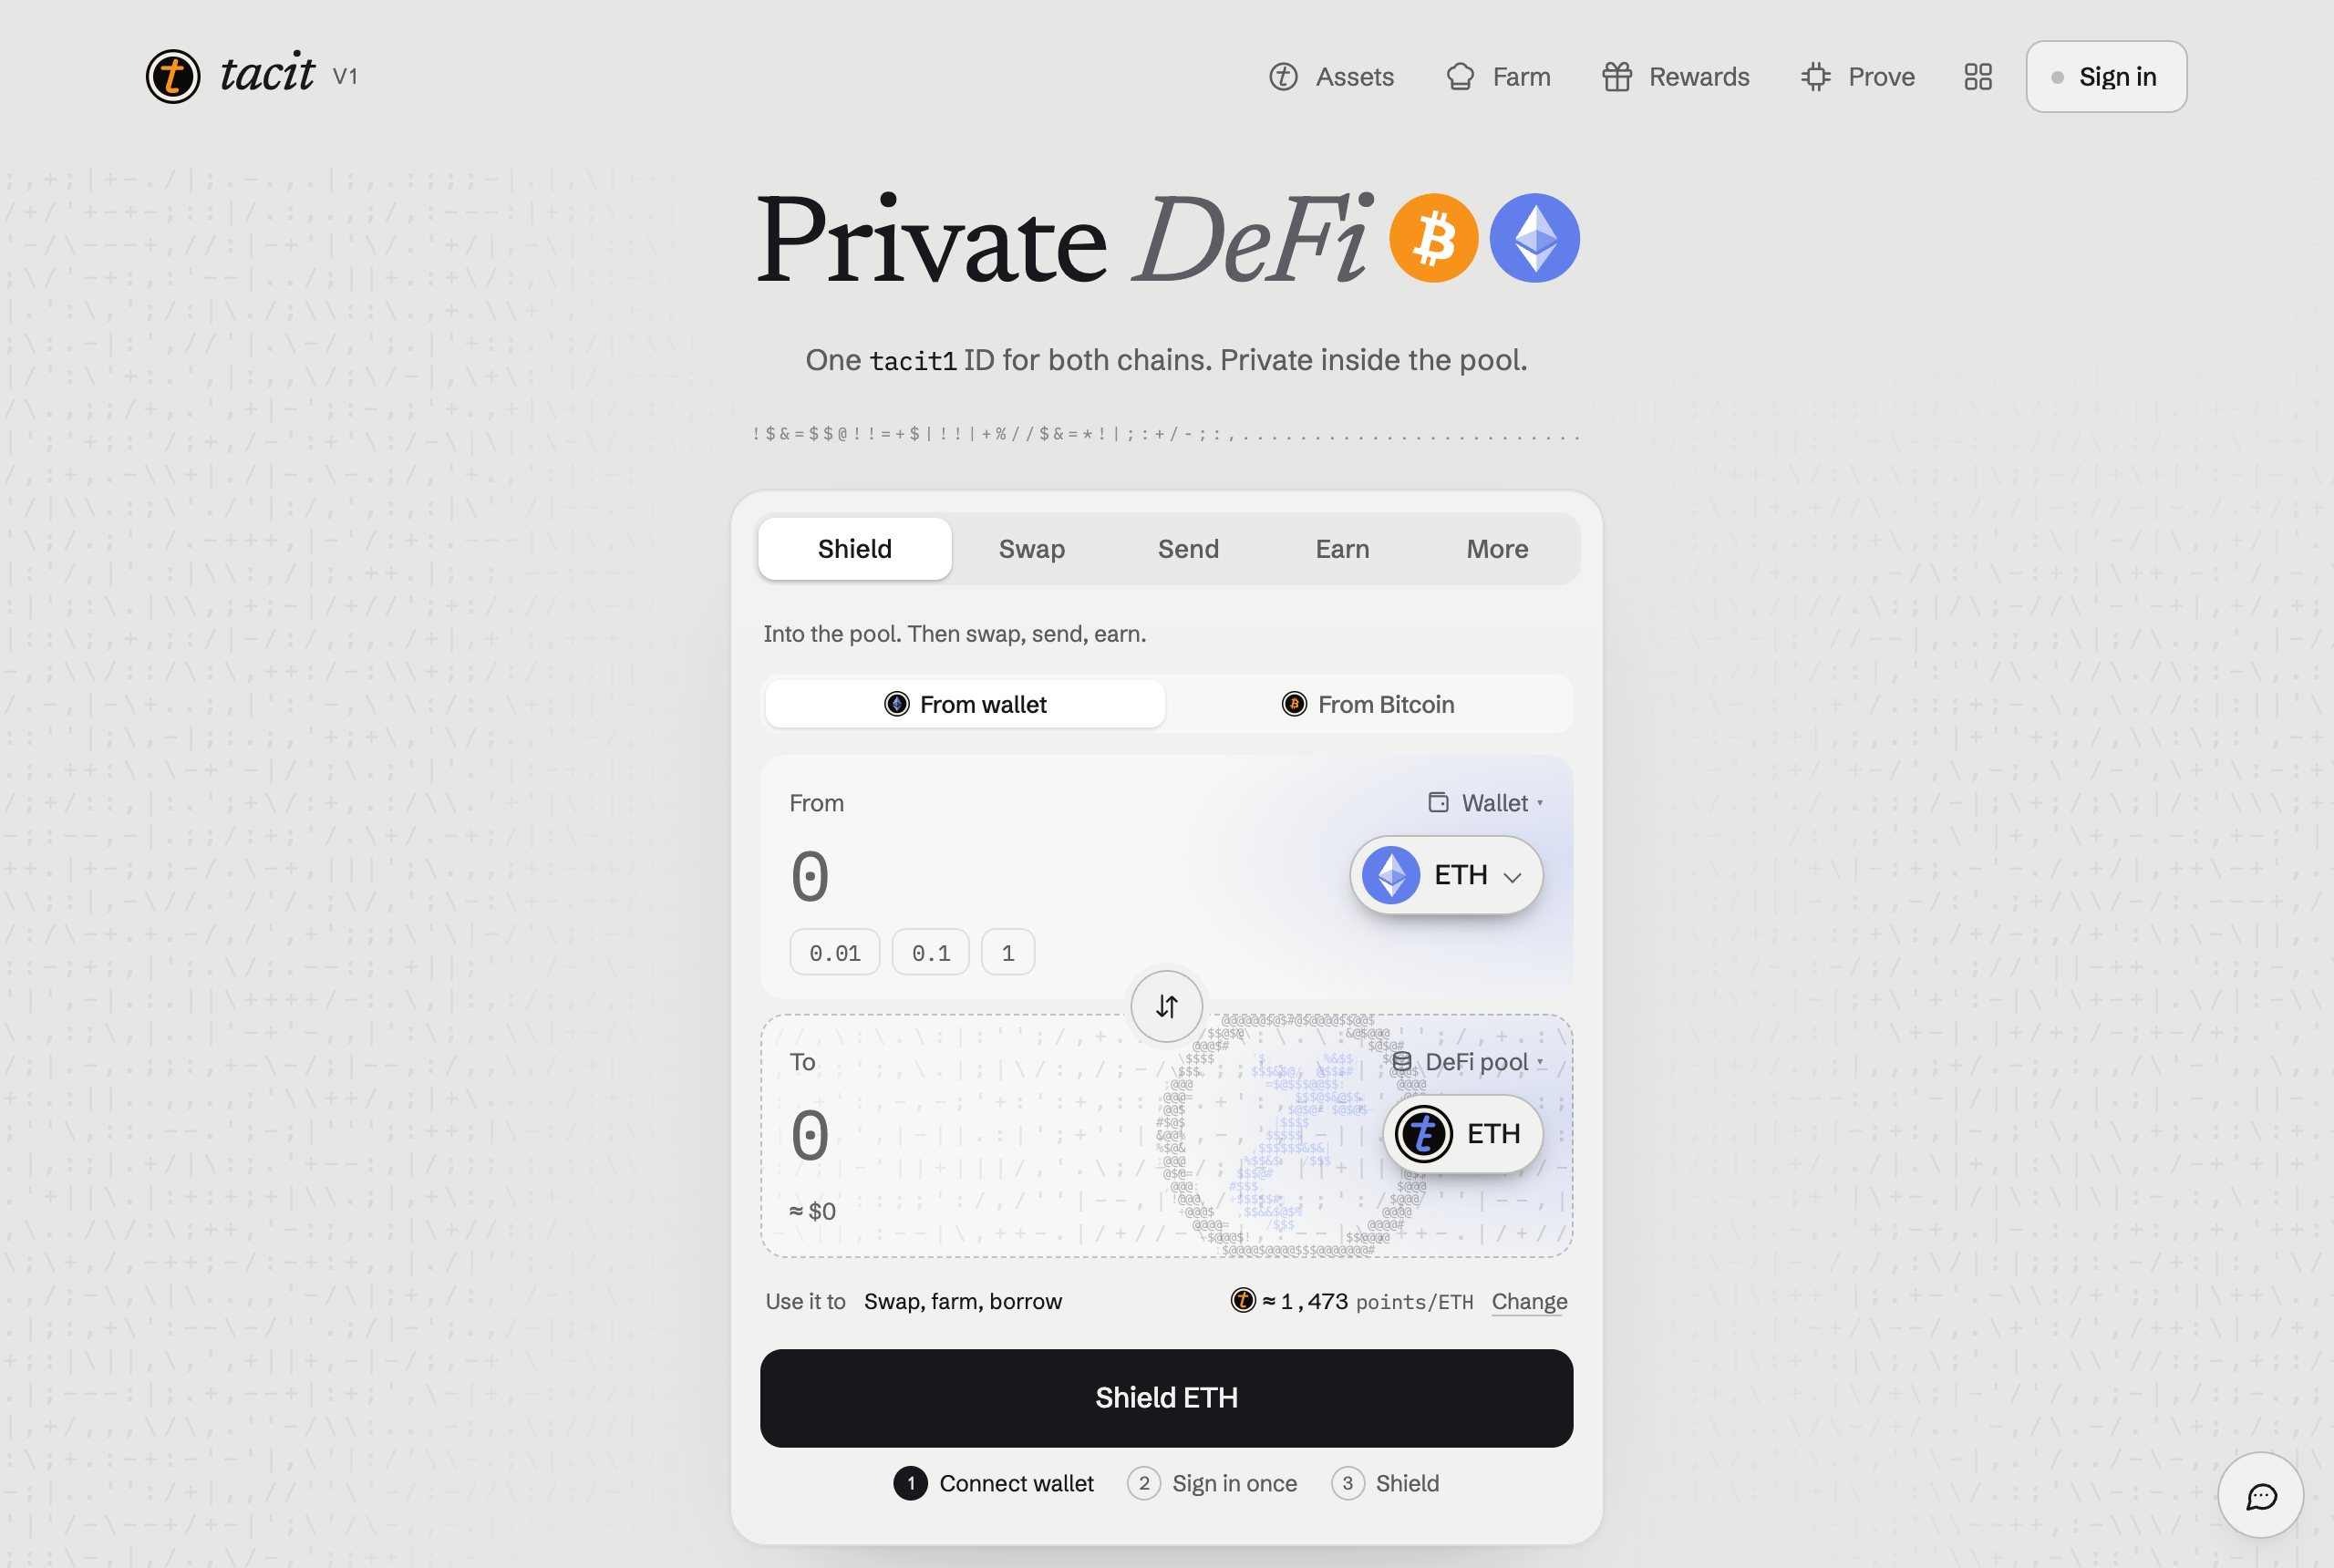 tacit V1
Assets Farm Rewards Prove Sign in
Private DeFi
One tacit1 ID for both chains. Private inside the pool.
!$&=$$@!!=+$|!!|+%//$&=*!|;:+/-;:,........................
Shield Swap Send Earn More
Into the pool. Then swap, send, earn.
From wallet From Bitcoin
From Wallet
0 ETH
0.01 0.1 1
To DeFi pool
0 ETH
≈ $0
Use it to Swap, farm, borrow ≈ 1,473 points/ETH Change
Shield ETH
1 Connect wallet 2 Sign in once 3 Shield